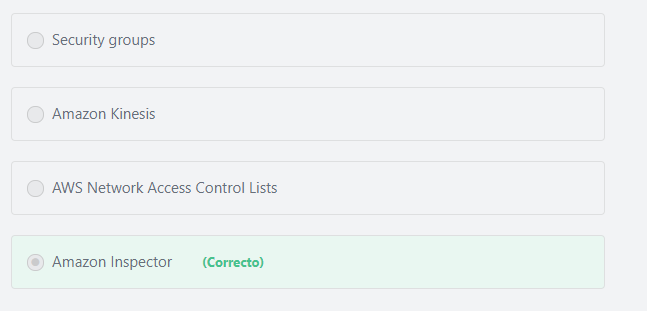 Security groups
Amazon Kinesis
AWS Network Access Control Lists
Amazon Inspector (Correcto)